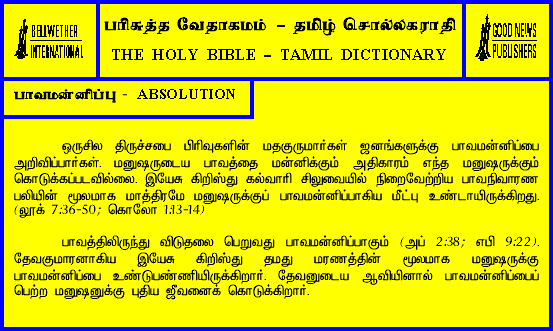 BELLWETHER
INTERNATIONAL
பரிசுத்த வேதாகமம் – தமிழ் சொல்லகராதி
THE HOLY BIBLE – TAMIL DICTIONARY
GOOD NEWS
PUBLISHERS
பாவமன்னிப்பு - ABSOLUTION
ஒருசில திருச்சபை பிரிவுகளின் மதகுருமார்கள் ஜனங்களுக்கு பாவமன்னிப்பை
அறிவிப்பார்கள். மனுஷருடைய பாவத்தை மன்னிக்கும் அதிகாரம் எந்த மனுஷருக்கும்
கொடுக்கப்படவில்லை. இயேசு கிறிஸ்து கல்வாரி சிலுவையில் நிறைவேற்றிய பாவநிவாரண
பலியின் மூலமாக மாத்திரமே மனுஷருக்குப் பாவமன்னிப்பாகிய மீட்பு உண்டாயிருக்கிறது.
(லூக் 7:36-50; கொலோ 1:13-14)
பாவத்திலிருந்து விடுதலை பெறுவது பாவமன்னிப்பாகும் (அப் 2:38; எபி 9:22).
தேவகுமாரனாகிய இயேசு கிறிஸ்து தமது மரணத்தின் மூலமாக மனுஷருக்கு
பாவமன்னிப்பை உண்டுபண்ணியிருக்கிறார். தேவனுடைய ஆவியினால் பாவமன்னிப்பைப்
பெற்ற மனுஷனுக்கு புதிய ஜீவனைக் கொடுக்கிறார்.